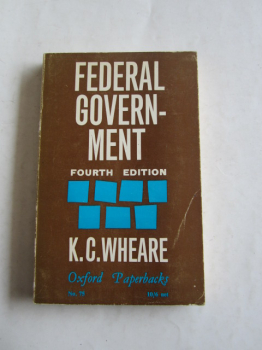 FEDERAL
GOVERN-
MENT
FOURTH EDITION
K.C.WHEARE
Oxford Paperbacks